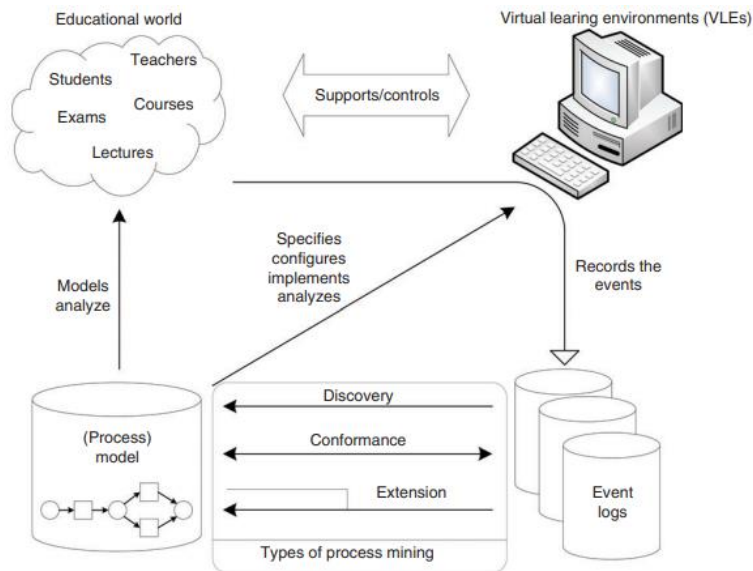 Educational world
Virtual learing environments (VLEs)
Teachers
Students
Courses
Exams
Lectures
Supports/controls
Specifies
configures
implements
analyzes
Models
analyze
Records the
events
Discovery
(Process)
model
Conformance
Extension
Event
logs
Types of process mining